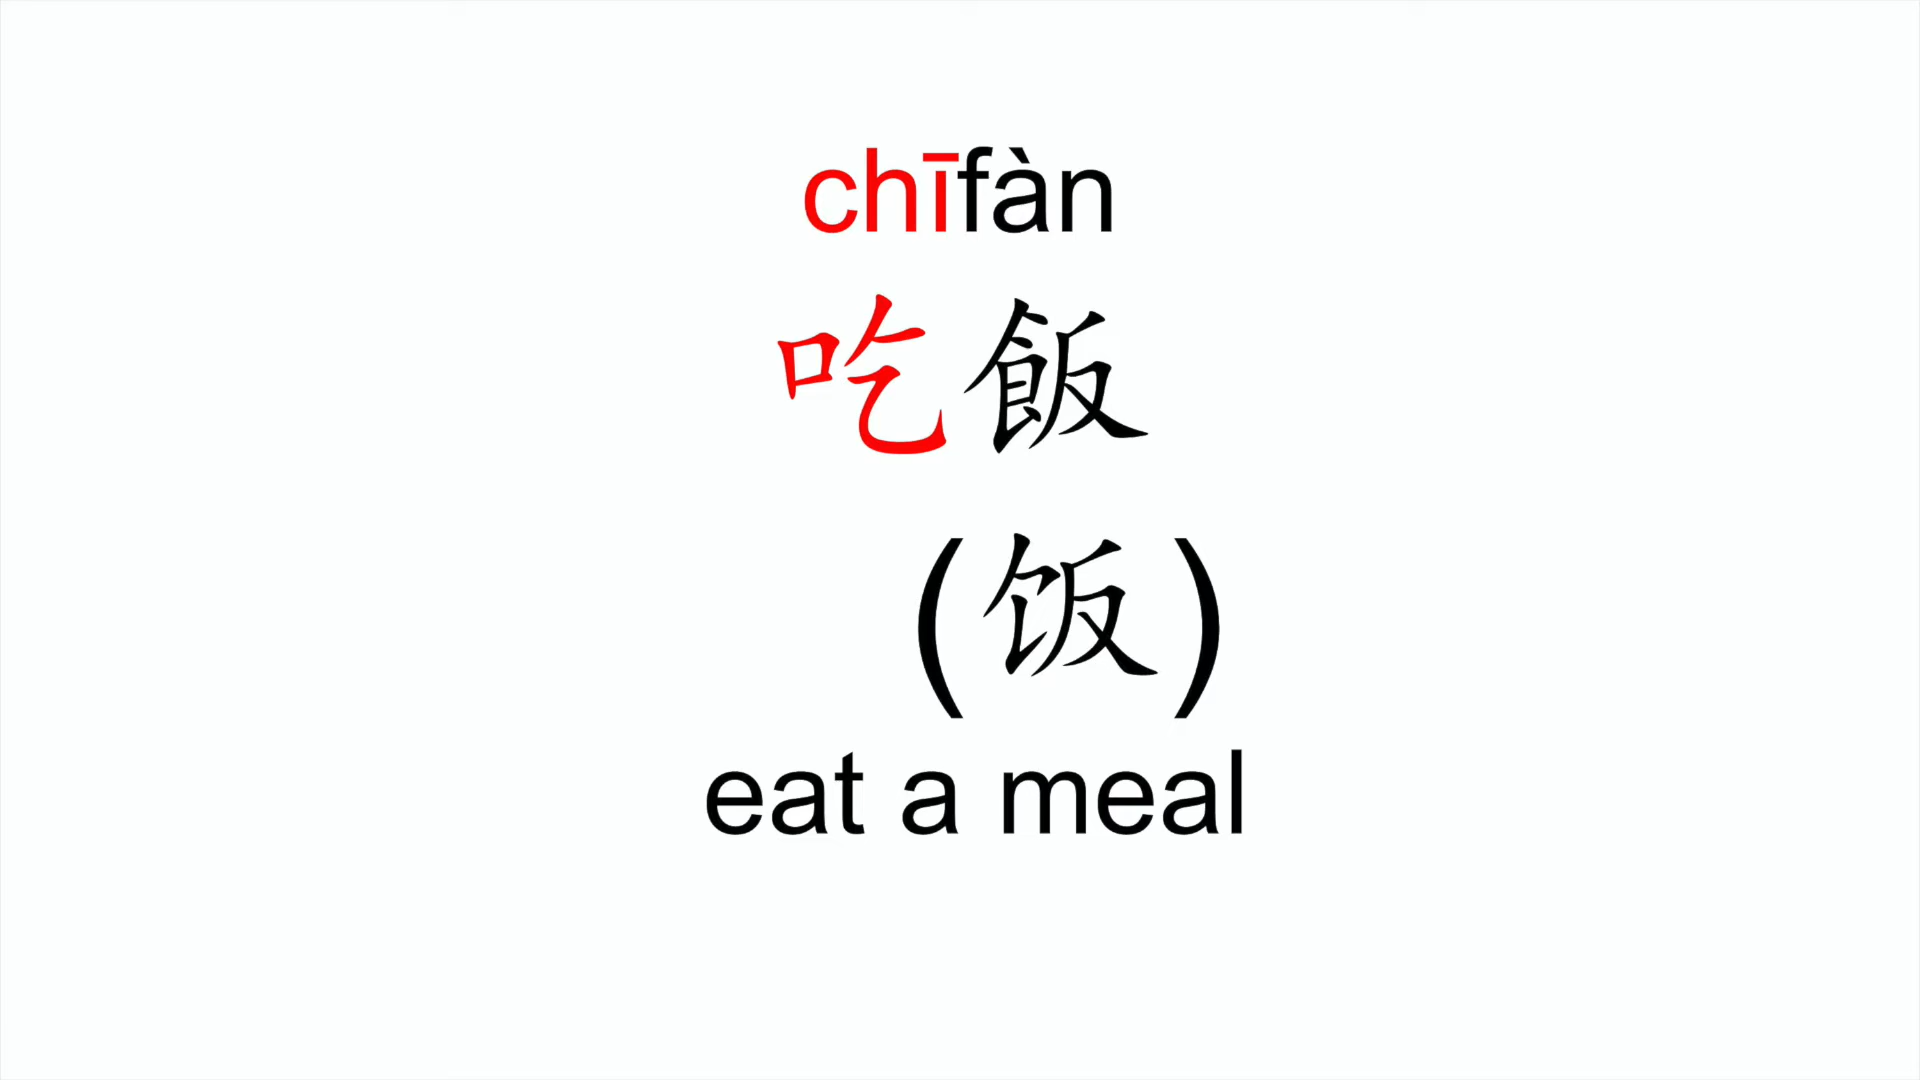 chīfàn
吃飯
(饭)
eat a meal